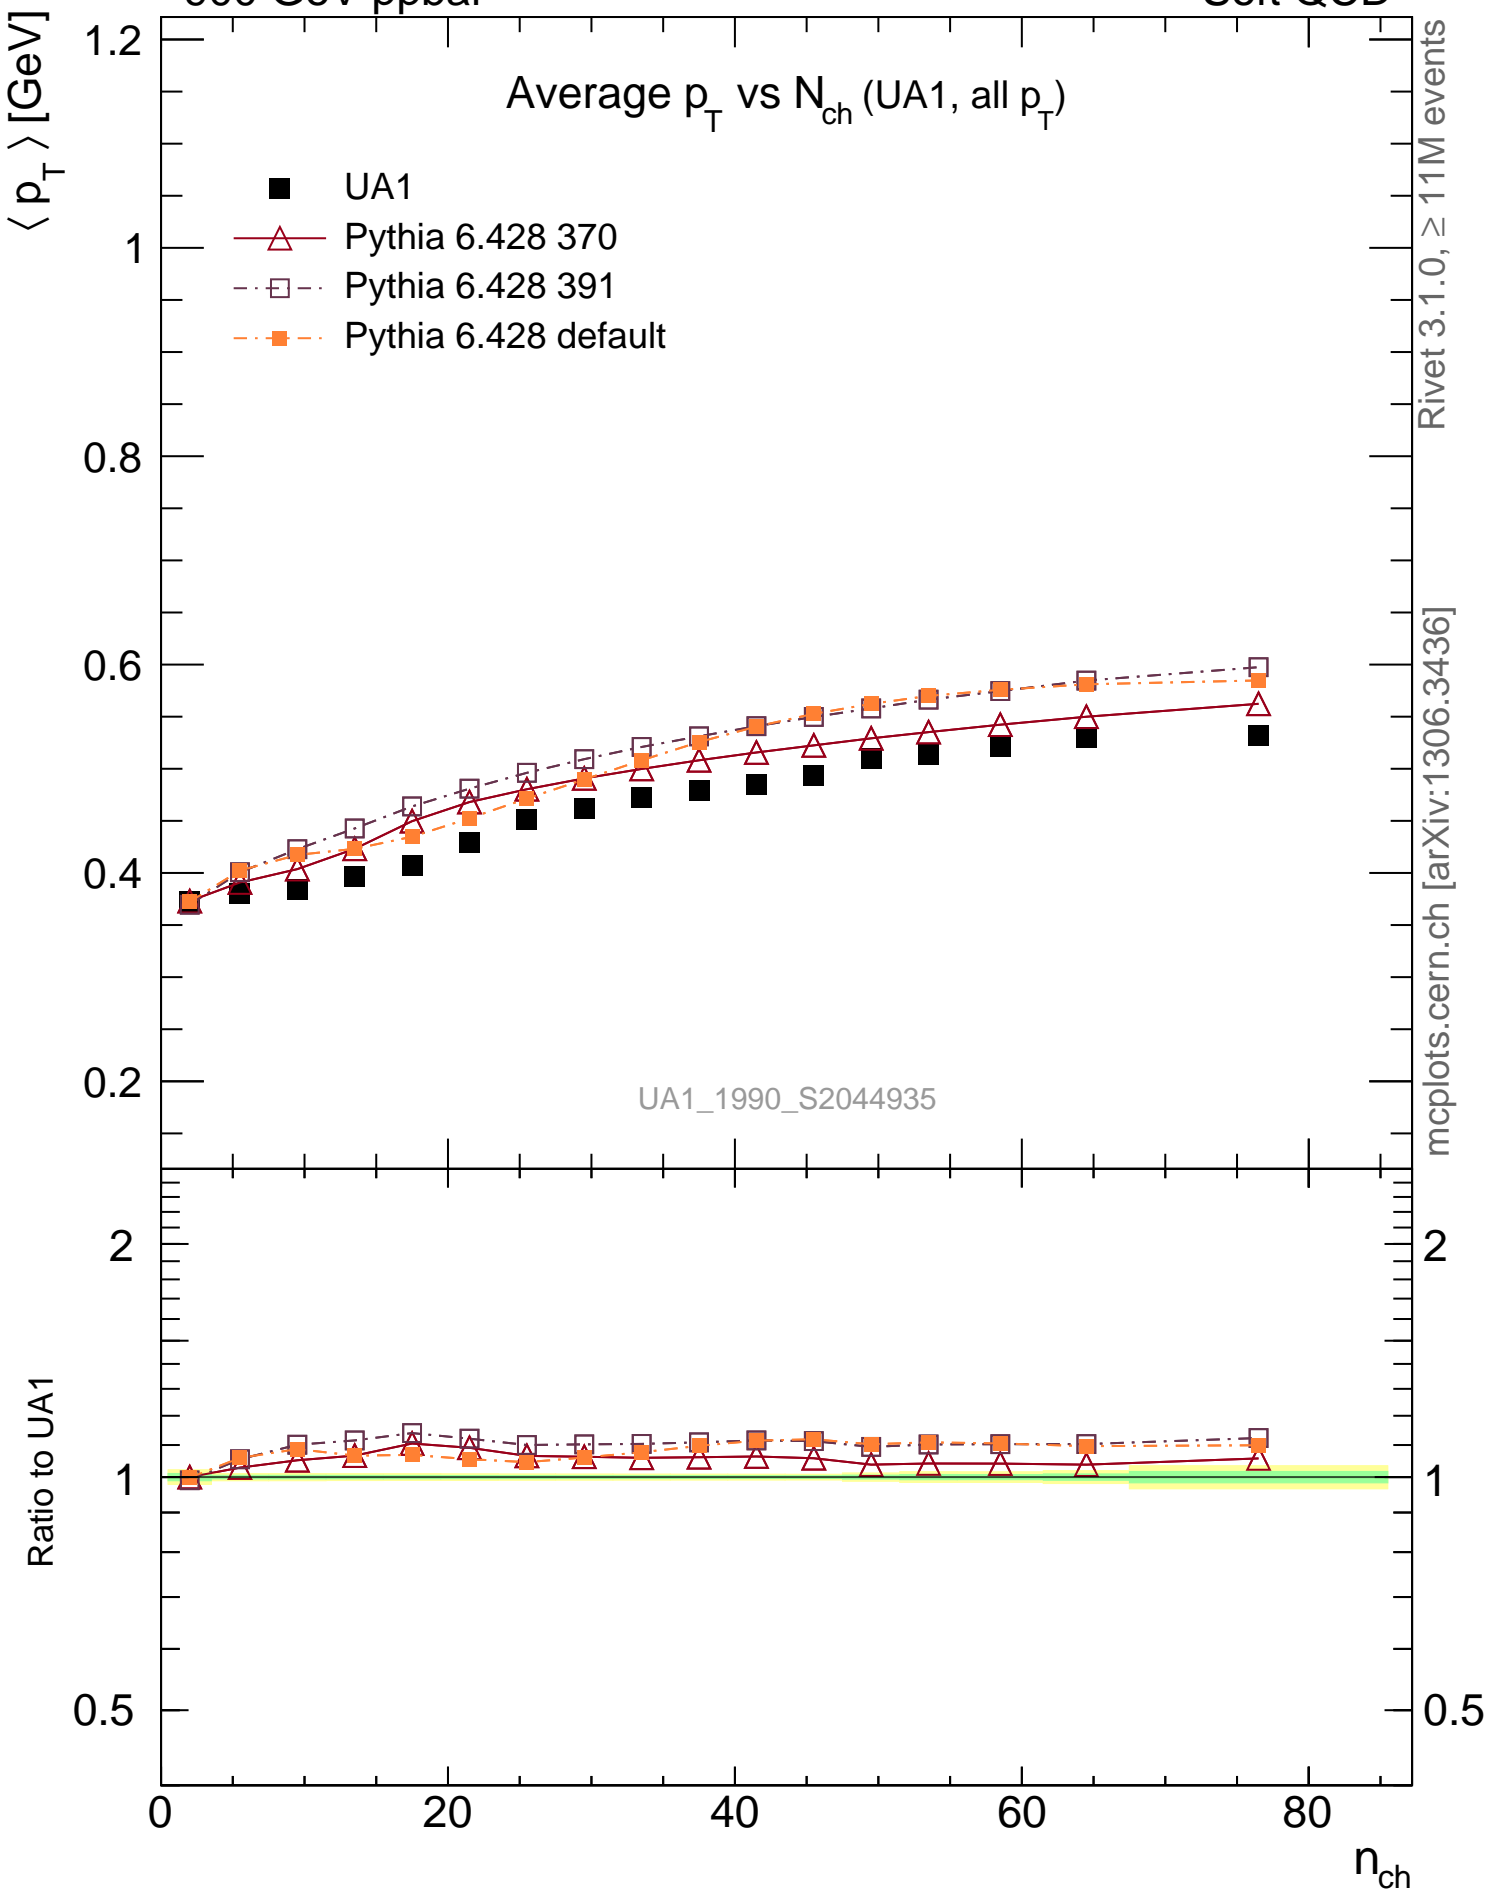 Soft QCD
⟨ p_T ⟩ [GeV]
Average p_T vs N_ch (UA1, all p_T)
UA1
Pythia 6.428 370
Pythia 6.428 391
Pythia 6.428 default
1.2
1
0.8
0.6
0.4
0.2
UA1_1990_S2044935
Rivet 3.1.0, ≥ 11M events
mcplots.cern.ch [arXiv:1306.3436]
Ratio to UA1
2
1
0.5
2
1
0.5
0 20 40 60 80
n_ch